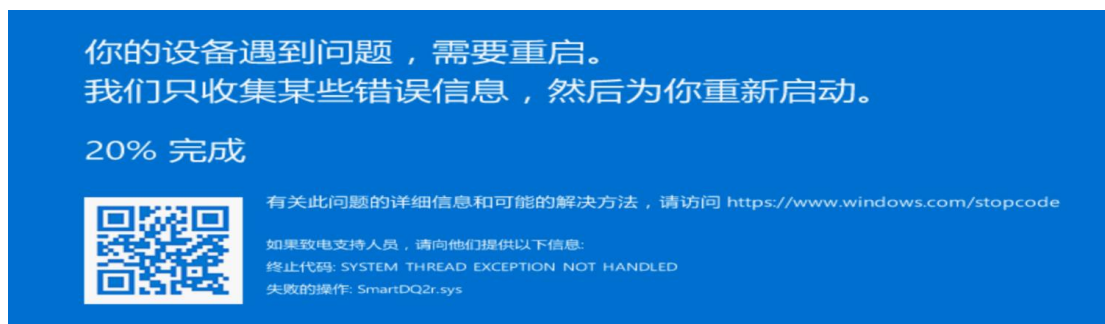 你的设备遇到问题，需要重启。
我们只收集某些错误信息，然后为你重新启动。
20% 完成
有关此问题的详细信息和可能的解决方法，请访问 https://www.windows.com/stopcode
如果致电支持人员，请向他们提供以下信息:
终止代码: SYSTEM THREAD EXCEPTION NOT HANDLED
失败的操作: SmartDQ2r.sys